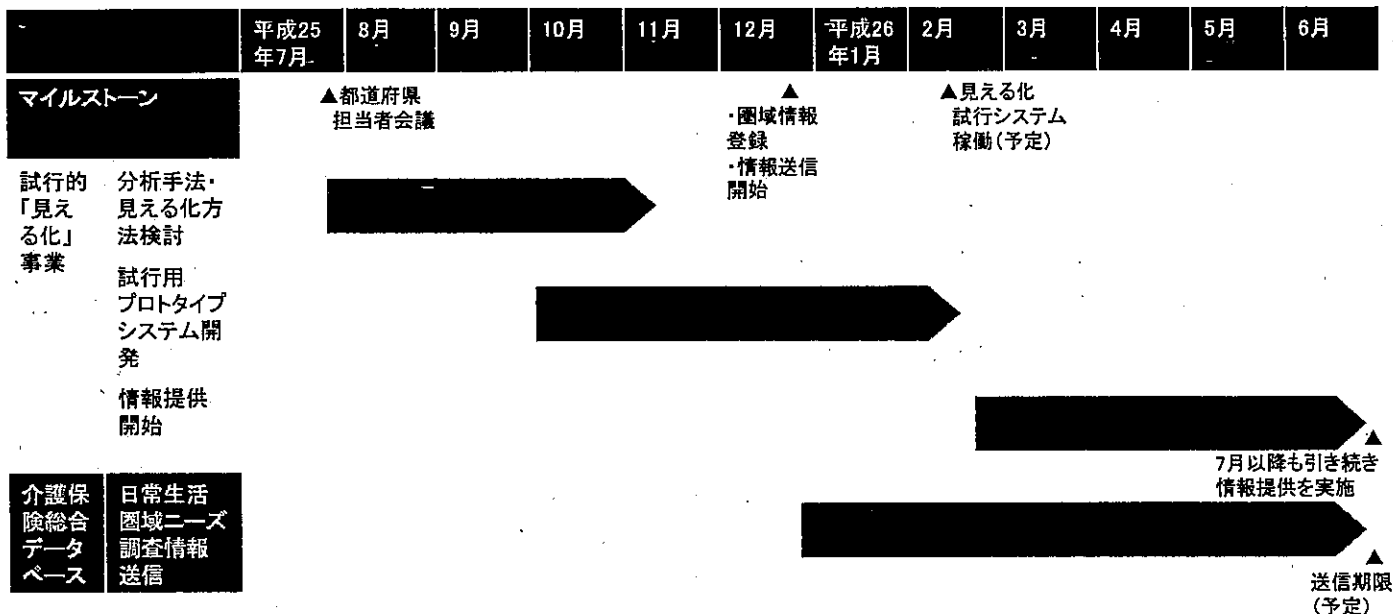 平成25
年7月
8月
9月
10月
11月
12月
平成26
年1月
2月
3月
4月
5月
6月
マイルストーン
▲都道府県
担当者会議
▲
・圏域情報
登録
・情報送信
開始
▲見える化
試行システム
稼働(予定)
試行的
「見え
る化」
事業
分析手法・
見える化方
法検討
試行用
プロトタイプ
システム開
発
情報提供
開始
▲
7月以降も引き続き
情報提供を実施
介護保
険総合
データ
ベース
日常生活
圏域ニーズ
調査情報
送信
▲
送信期限
(予定)